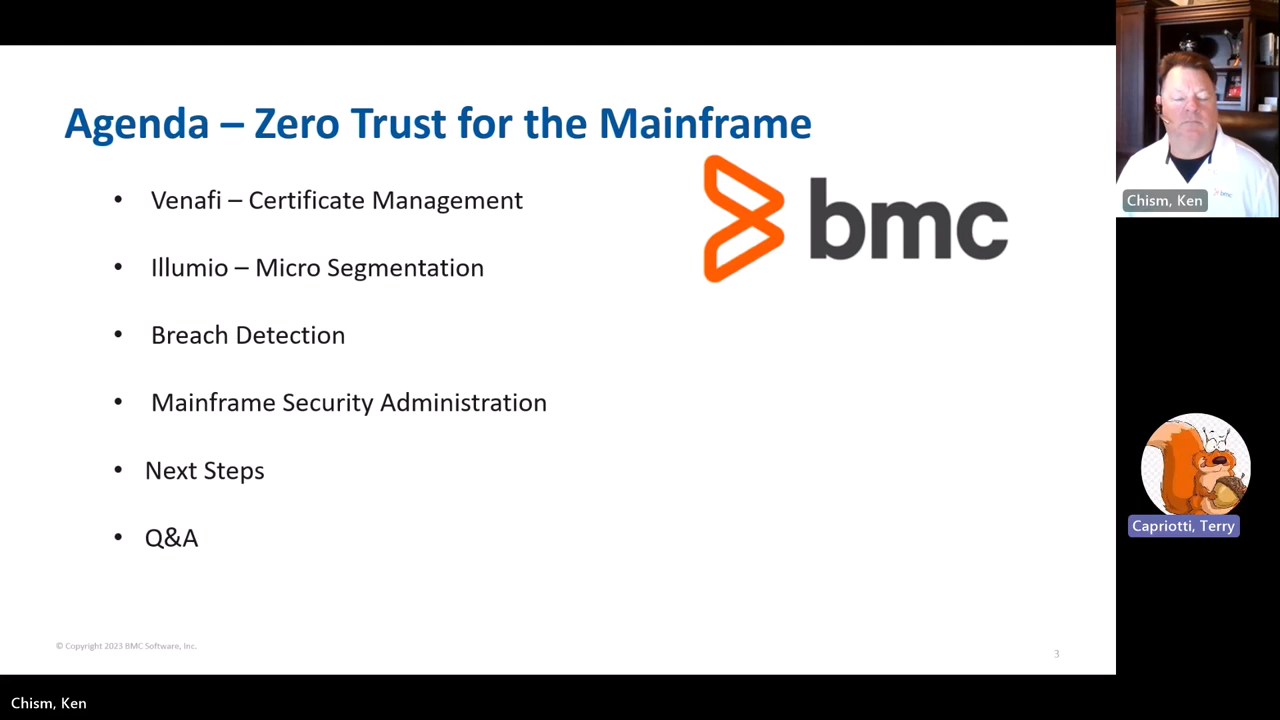 Agenda – Zero Trust for the Mainframe
• Venafi – Certificate Management
• Illumio – Micro Segmentation
• Breach Detection
• Mainframe Security Administration
• Next Steps
• Q&A
bmc
© Copyright 2023 BMC Software, Inc.
3
Chism, Ken
bmc
Capriotti, Terry
Chism, Ken